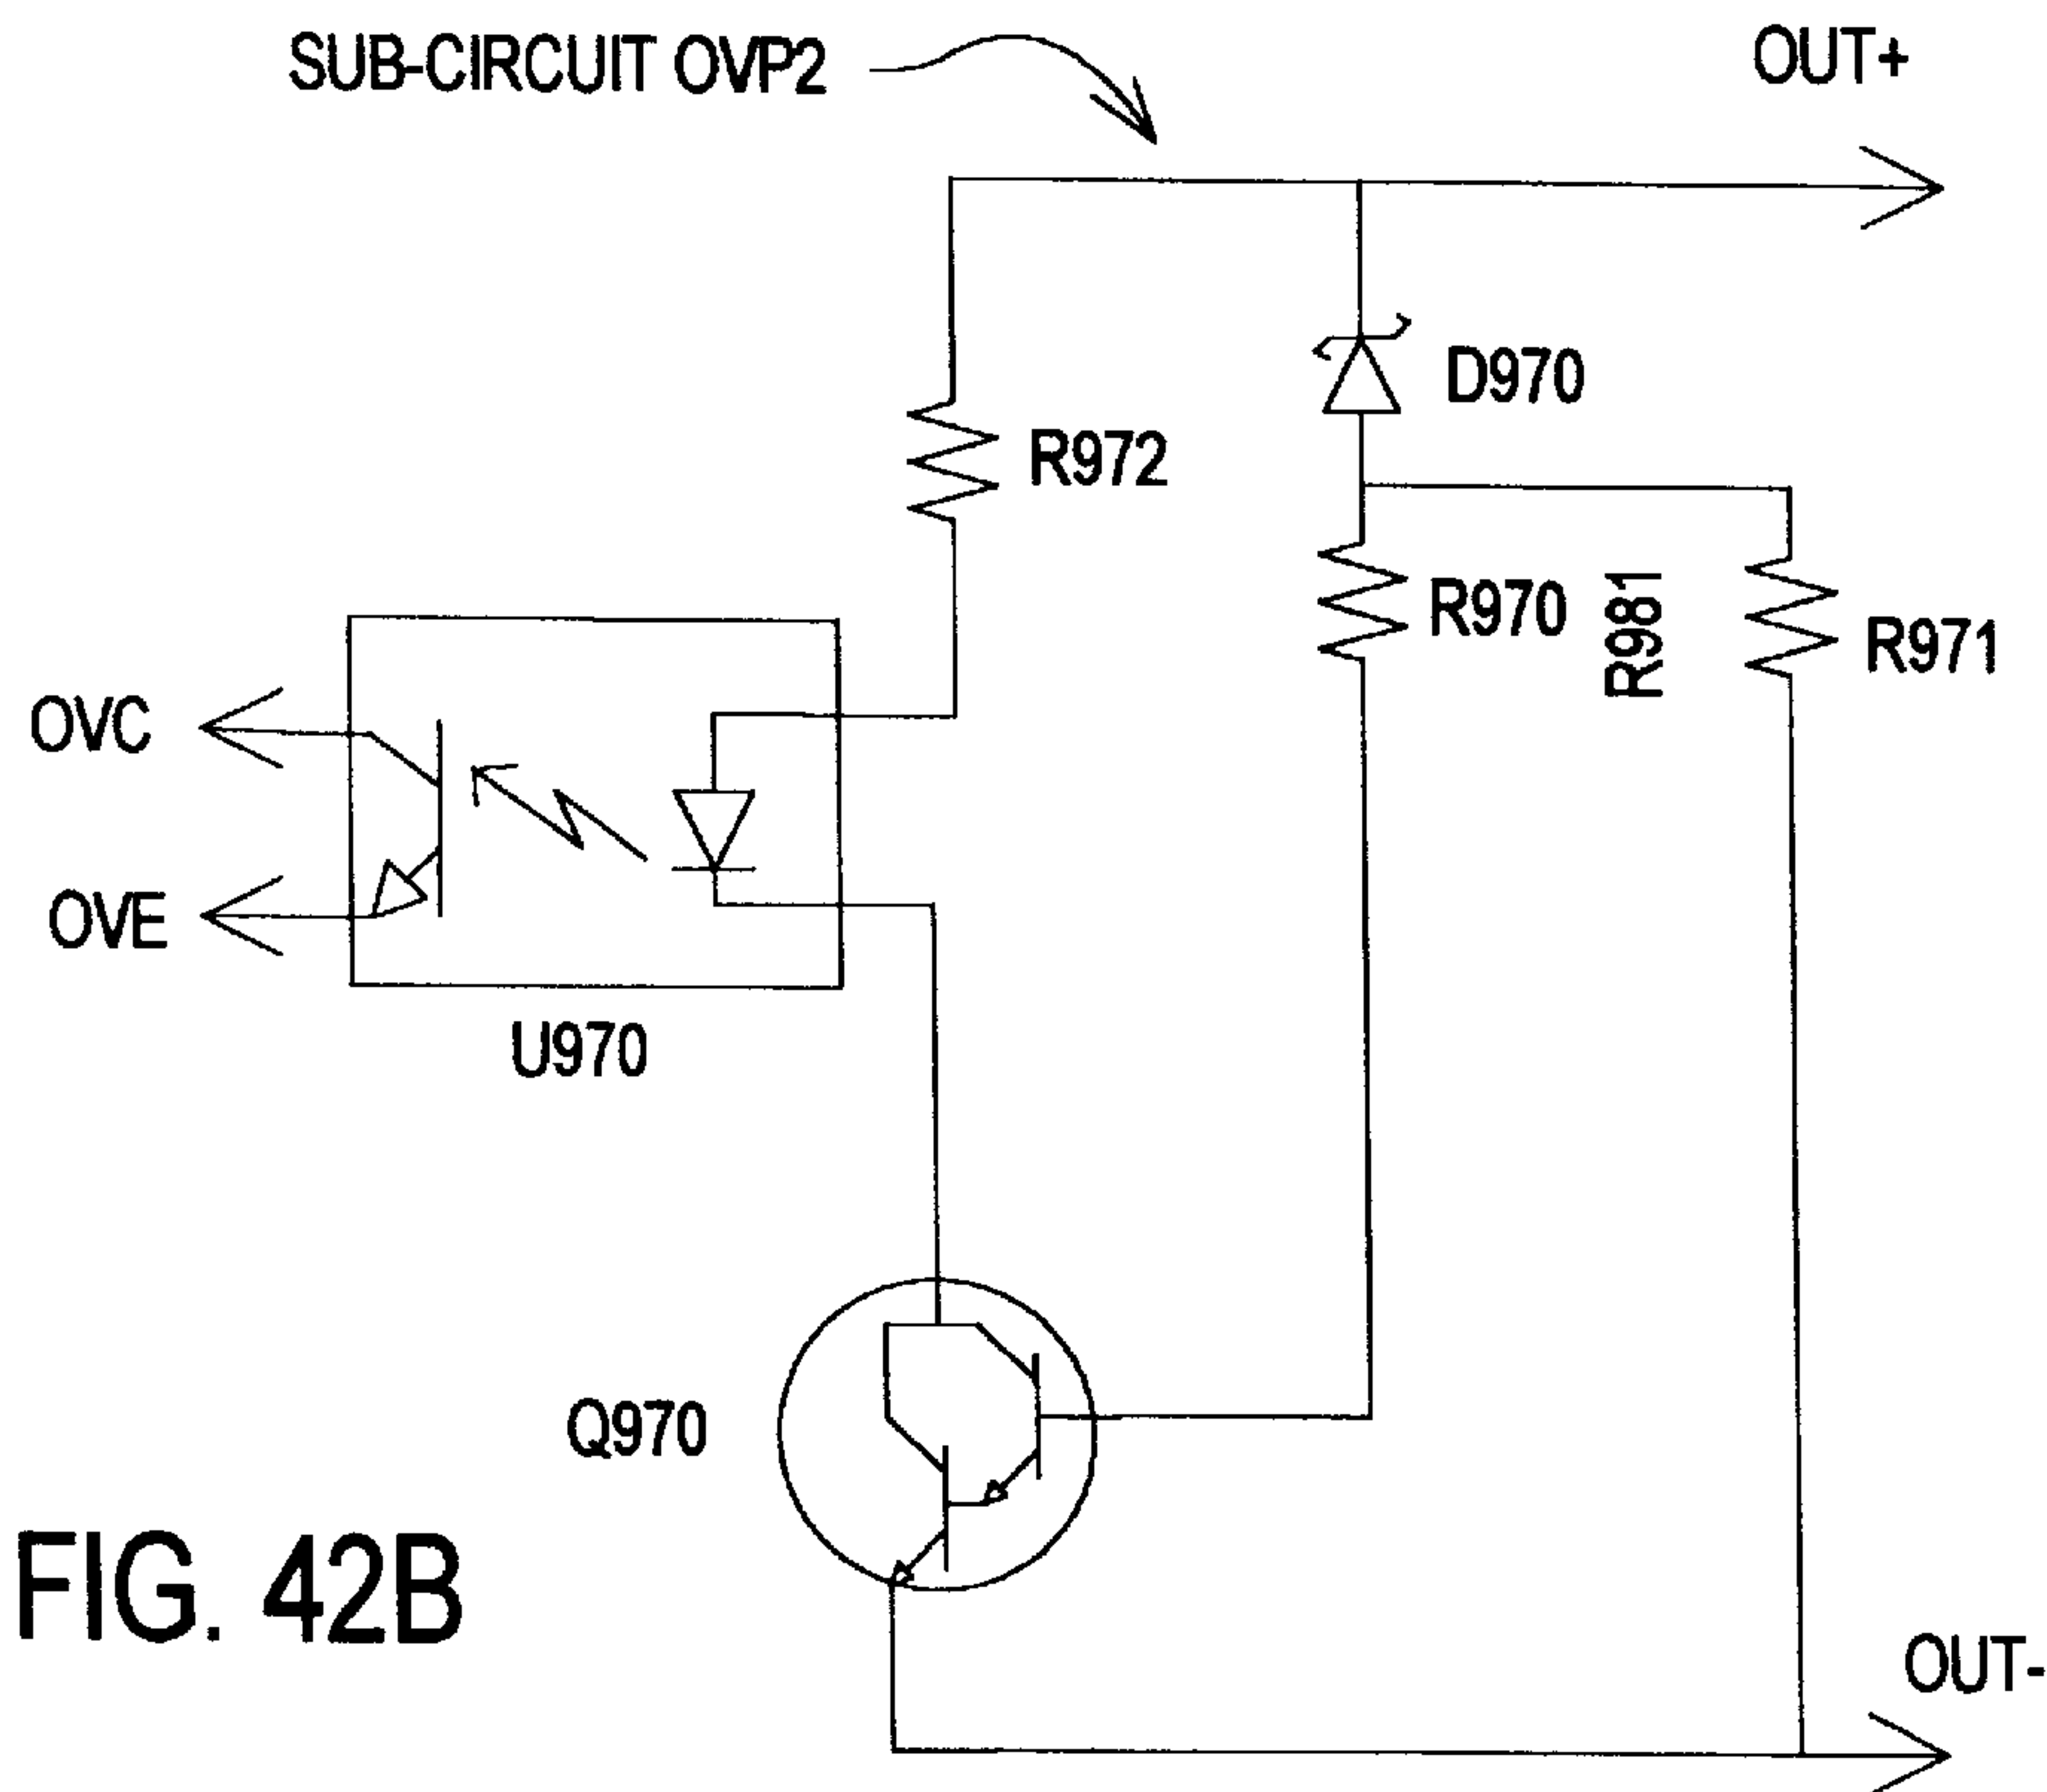 SUB-CIRCUIT OVP2
OUT+
D970
R972
R970
R981
R971
OVC
OVE
U970
Q970
FIG. 42B
OUT-